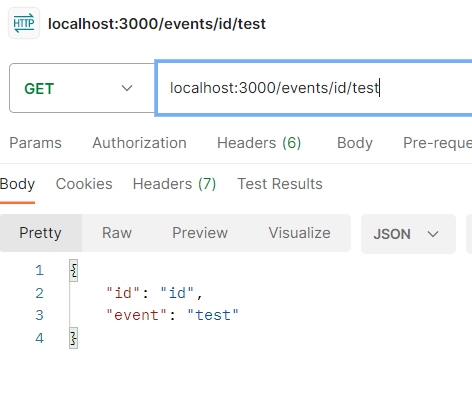 HTTP localhost:3000/events/id/test
GET localhost:3000/events/id/test
Params Authorization Headers (6) Body Pre-reque
Body Cookies Headers (7) Test Results
Pretty Raw Preview Visualize JSON
1 {
2 "id": "id",
3 "event": "test"
4 }